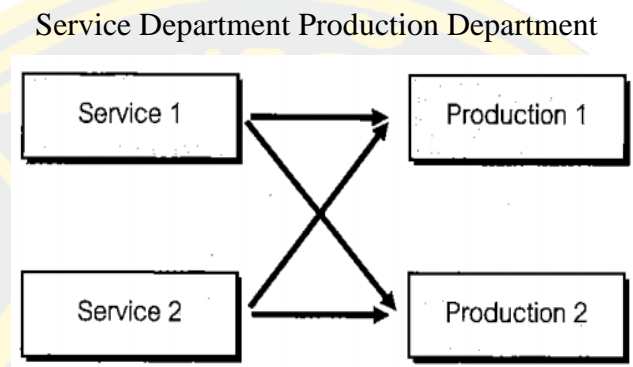 Service Department Production Department
Service 1
Production 1
Service 2
Production 2